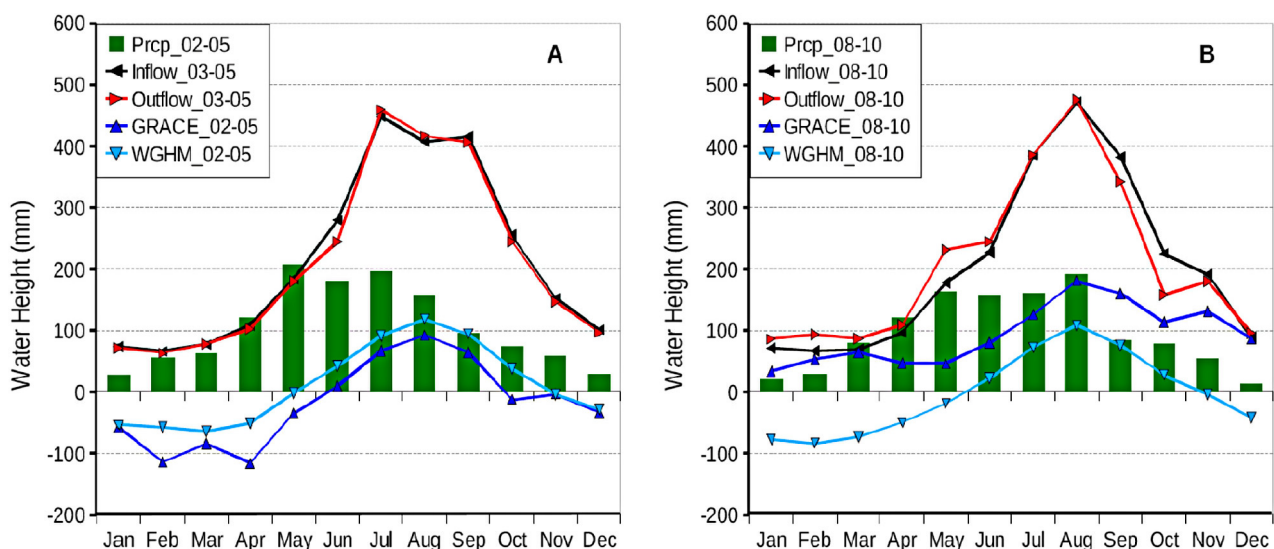 600
500
400
300
200
100
0
-100
-200
Water Height (mm)
A
Prcp_02-05
Inflow_03-05
Outflow_03-05
GRACE_02-05
WGHM_02-05
Jan Feb Mar Apr May Jun Jul Aug Sep Oct Nov Dec
600
500
400
300
200
100
0
-100
-200
Water Height (mm)
B
Prcp_08-10
Inflow_08-10
Outflow_08-10
GRACE_08-10
WGHM_08-10
Jan Feb Mar Apr May Jun Jul Aug Sep Oct Nov Dec